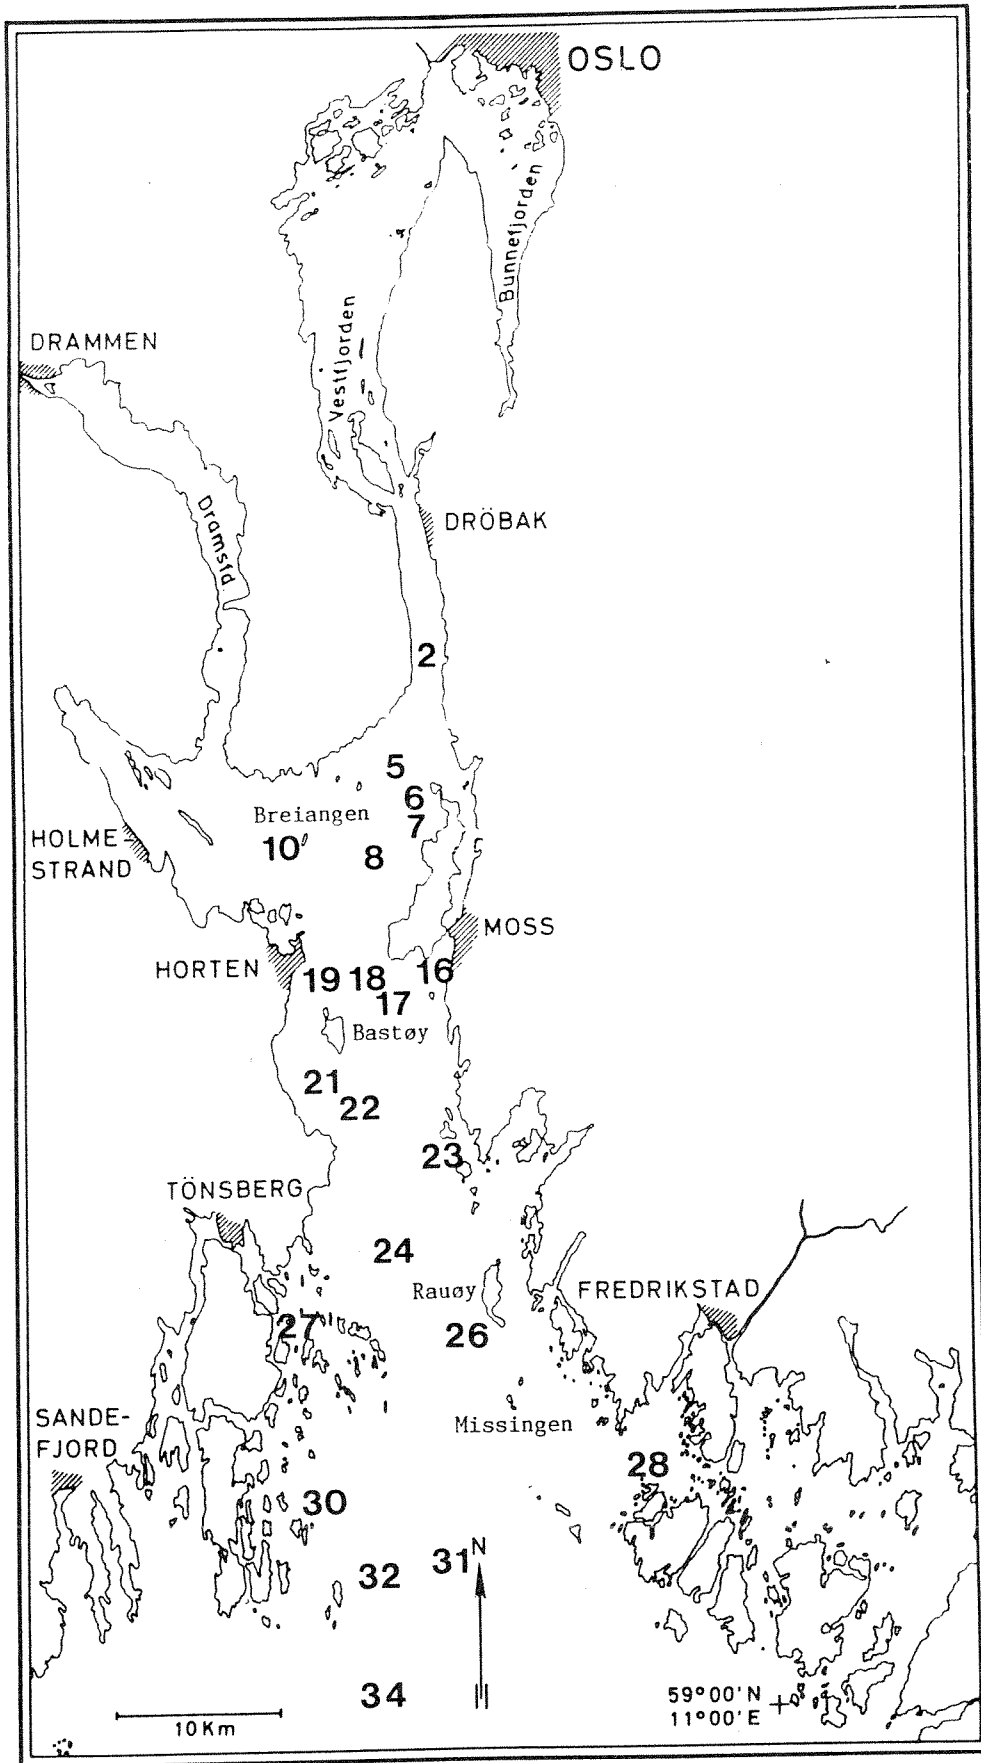 OSLO
Bunnefjorden
Vestfjorden
DRAMMEN
Dramsfd
DRÖBAK
2
5
6
Breiangen
7
HOLME-
STRAND
10
8
MOSS
HORTEN
19
18
16
17
Bastøy
21
22
23
TÖNSBERG
24
Rauøy
FREDRIKSTAD
27
26
SANDE-
FJORD
Missingen
28
30
31
N
32
34
59°00'N
11°00'E
10Km